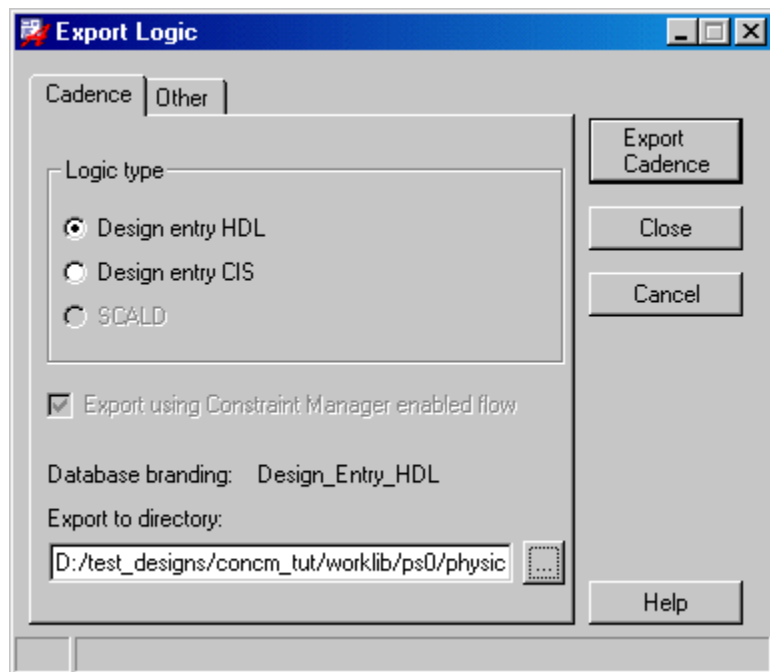 Export Logic
Cadence
Other
Logic type
Design entry HDL
Design entry CIS
SCALD
Export using Constraint Manager enabled flow
Database branding: Design_Entry_HDL
Export to directory:
D:/test_designs/concm_tut/worklib/ps0/physic
...
Export
Cadence
Close
Cancel
Help